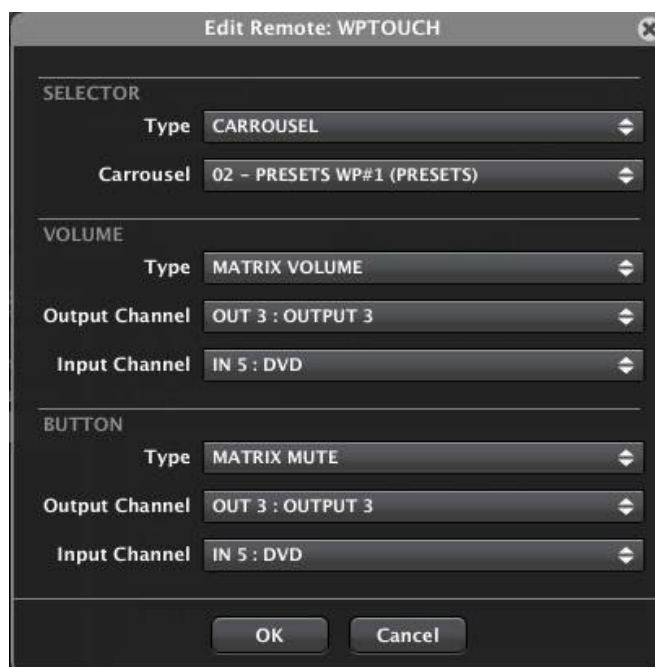 Edit Remote: WPTOUCH
SELECTOR
Type CARROUSEL
Carrousel 02 - PRESETS WP#1 (PRESETS)
VOLUME
Type MATRIX VOLUME
Output Channel OUT 3 : OUTPUT 3
Input Channel IN 5 : DVD
BUTTON
Type MATRIX MUTE
Output Channel OUT 3 : OUTPUT 3
Input Channel IN 5 : DVD
OK Cancel